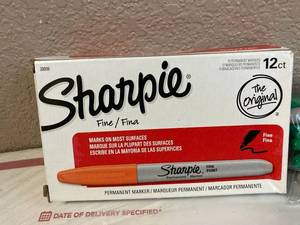 12ct
Sharpie®
The
Original
Fine/Fina
MARKS ON MOST SURFACES
MARQUE SUR LA PLUPART DES SURFACES
ESCRIBE EN LA MAYORÍA DE LAS SUPERFICIES
Fine
Fina
Sharpie
FINE
POINT
PERMANENT MARKER / MARQUEUR PERMANENT / MARCADOR PERMANENTE
DATE OF DELIVERY SPECIFIED*